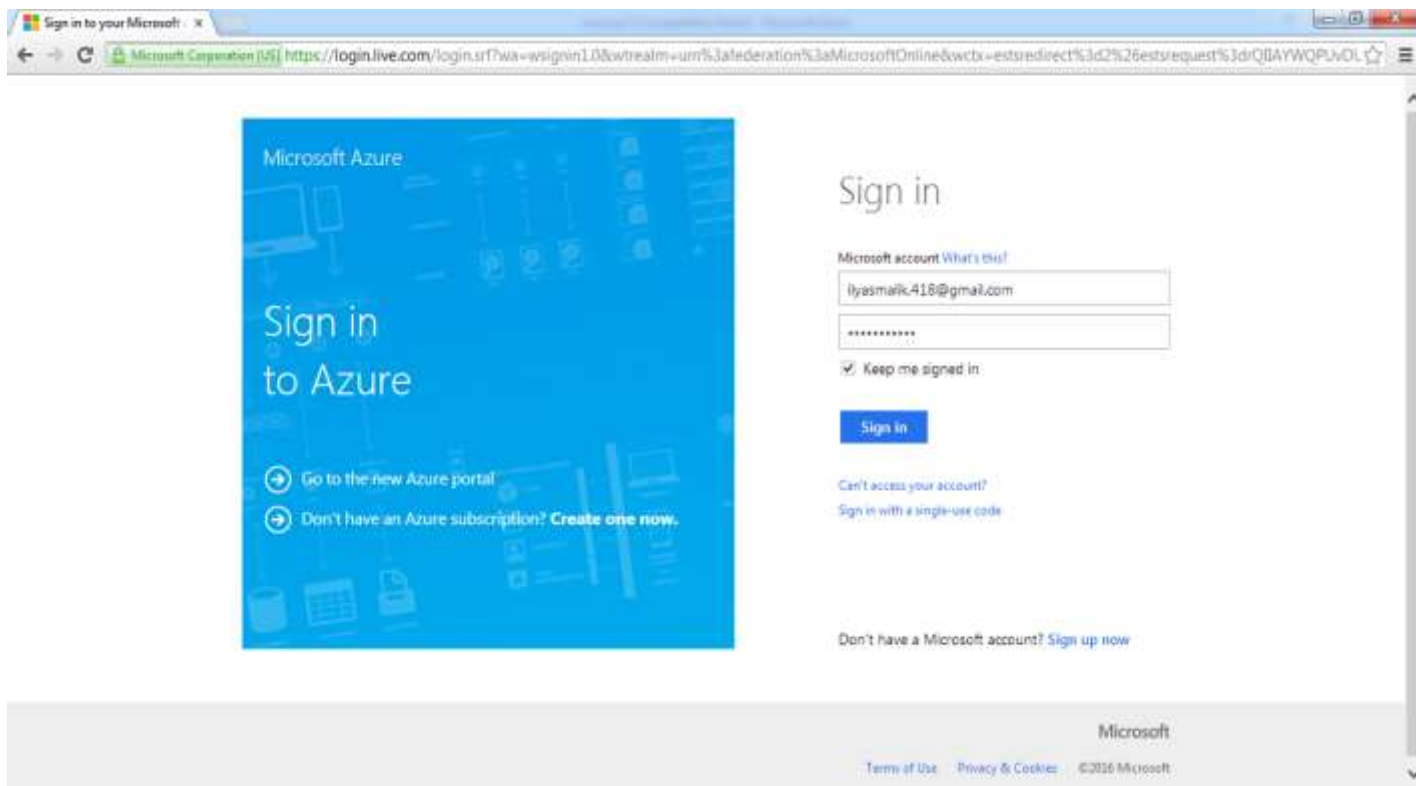 Sign in to your Microsoft
Microsoft Corporation [US] https://login.live.com/login.srf?wa=wsignin1.0&wtrealm=urn%3afederation%3aMicrosoftOnline&wctx=estsredirect%3d2%26estsrequest%3d
Microsoft Azure
Sign in
to Azure
Go to the new Azure portal
Don't have an Azure subscription? Create one now.
Sign in
Microsoft account What's this?
ilyasmalik.418@gmail.com
•••••••••••
Keep me signed in
Sign in
Can't access your account?
Sign in with a single-use code
Don't have a Microsoft account? Sign up now
Microsoft
Terms of Use Privacy & Cookies ©2016 Microsoft